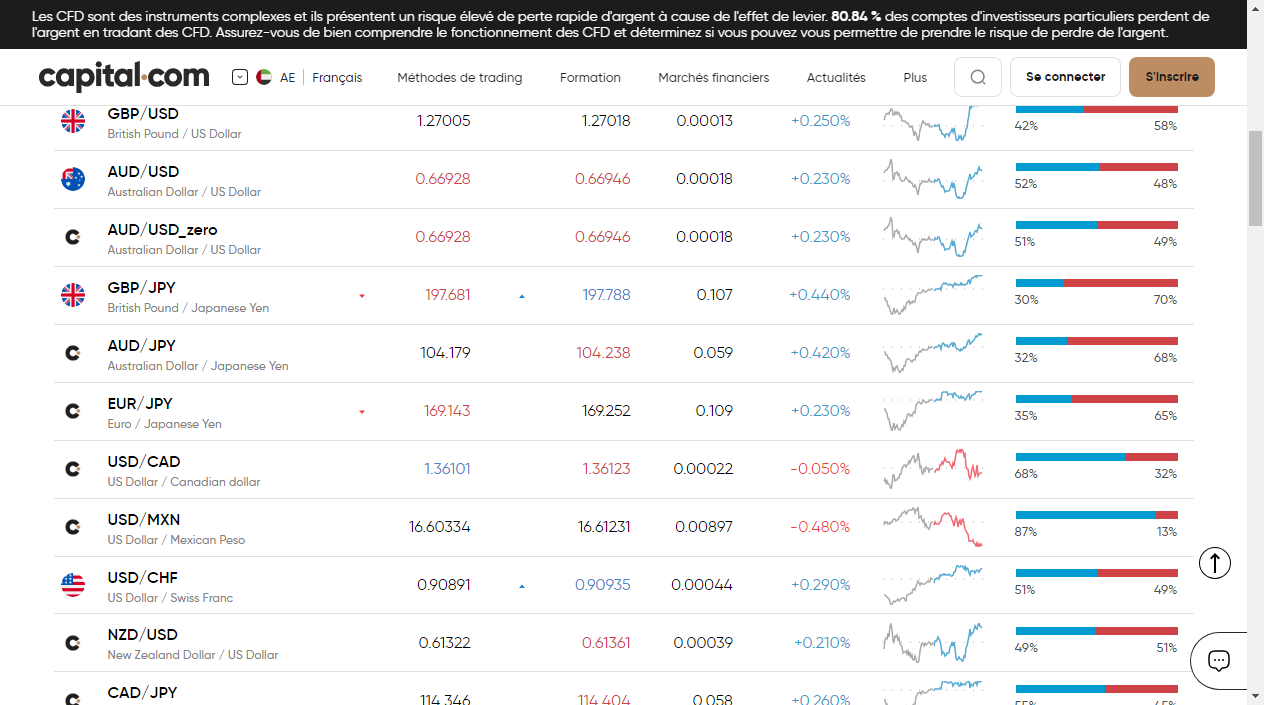 Les CFD sont des instruments complexes et ils présentent un risque élevé de perte rapide d'argent à cause de l'effet de levier. 80.84 % des comptes d'investisseurs particuliers perdent de
l'argent en tradant des CFD. Assurez-vous de bien comprendre le fonctionnement des CFD et déterminez si vous pouvez vous permettre de prendre le risque de perdre de l'argent.
capital.com AE Français Méthodes de trading Formation Marchés financiers Actualités Plus Se connecter S'inscrire
GBP/USD 1.27005 1.27018 0.00013 +0.250%
British Pound / US Dollar 42% 58%
AUD/USD 0.66928 0.66946 0.00018 +0.230%
Australian Dollar / US Dollar 52% 48%
AUD/USD_zero 0.66928 0.66946 0.00018 +0.230%
Australian Dollar / US Dollar 51% 49%
GBP/JPY 197.681 197.788 0.107 +0.440%
British Pound / Japanese Yen 30% 70%
AUD/JPY 104.179 104.238 0.059 +0.420%
Australian Dollar / Japanese Yen 32% 68%
EUR/JPY 169.143 169.252 0.109 +0.230%
Euro / Japanese Yen 35% 65%
USD/CAD 1.36101 1.36123 0.00022 -0.050%
US Dollar / Canadian dollar 68% 32%
USD/MXN 16.60334 16.61231 0.00897 -0.480%
US Dollar / Mexican Peso 87% 13%
USD/CHF 0.90891 0.90935 0.00044 +0.290%
US Dollar / Swiss Franc 51% 49%
NZD/USD 0.61322 0.61361 0.00039 +0.210%
New Zealand Dollar / US Dollar 49% 51%
CAD/JPY 114.346 114.404 0.058 +0.260%